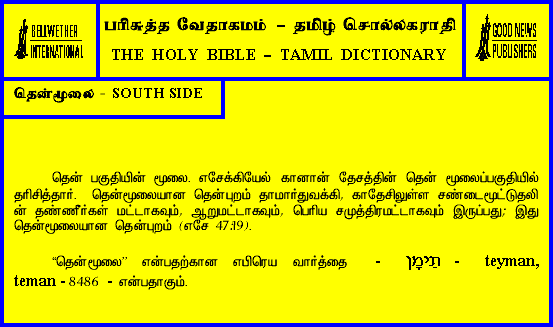 BELLWETHER
INTERNATIONAL
பரிசுத்த வேதாகமம் – தமிழ் சொல்லகராதி
THE HOLY BIBLE – TAMIL DICTIONARY
GOOD NEWS
PUBLISHERS
தென்மூலை - SOUTH SIDE
தென் பகுதியின் மூலை. எசேக்கியேல் கானான் தேசத்தின் தென் மூலைப்பகுதியில்
தரிசித்தார். தென்மூலையான தென்புறம் தாமார்துவக்கி, காதேசிலுள்ள சண்டைமூட்டுதலி
ன் தண்ணீர்கள் மட்டாகவும், ஆறுமட்டாகவும், பெரிய சமுத்திரமட்டாகவும் இருப்பது; இது
தென்மூலையான தென்புறம் (எசே 47:19).
“தென்மூலை” என்பதற்கான எபிரெய வார்த்தை - תֵּימָן - teyman,
teman - 8486 - என்பதாகும்.